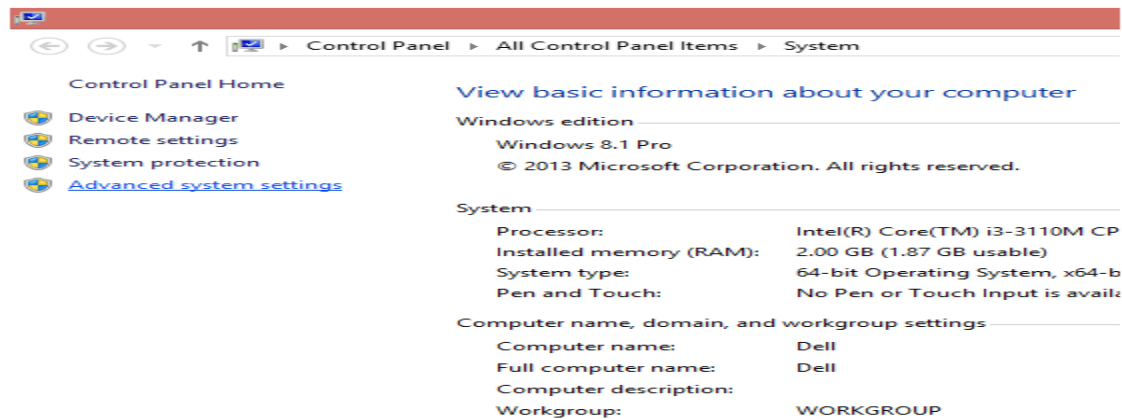 Control Panel ▸ All Control Panel Items ▸ System
Control Panel Home
Device Manager
Remote settings
System protection
Advanced system settings
View basic information about your computer
Windows edition
Windows 8.1 Pro
© 2013 Microsoft Corporation. All rights reserved.
System
Processor: Intel(R) Core(TM) i3-3110M CP
Installed memory (RAM): 2.00 GB (1.87 GB usable)
System type: 64-bit Operating System, x64-b
Pen and Touch: No Pen or Touch Input is availa
Computer name, domain, and workgroup settings
Computer name: Dell
Full computer name: Dell
Computer description:
Workgroup: WORKGROUP